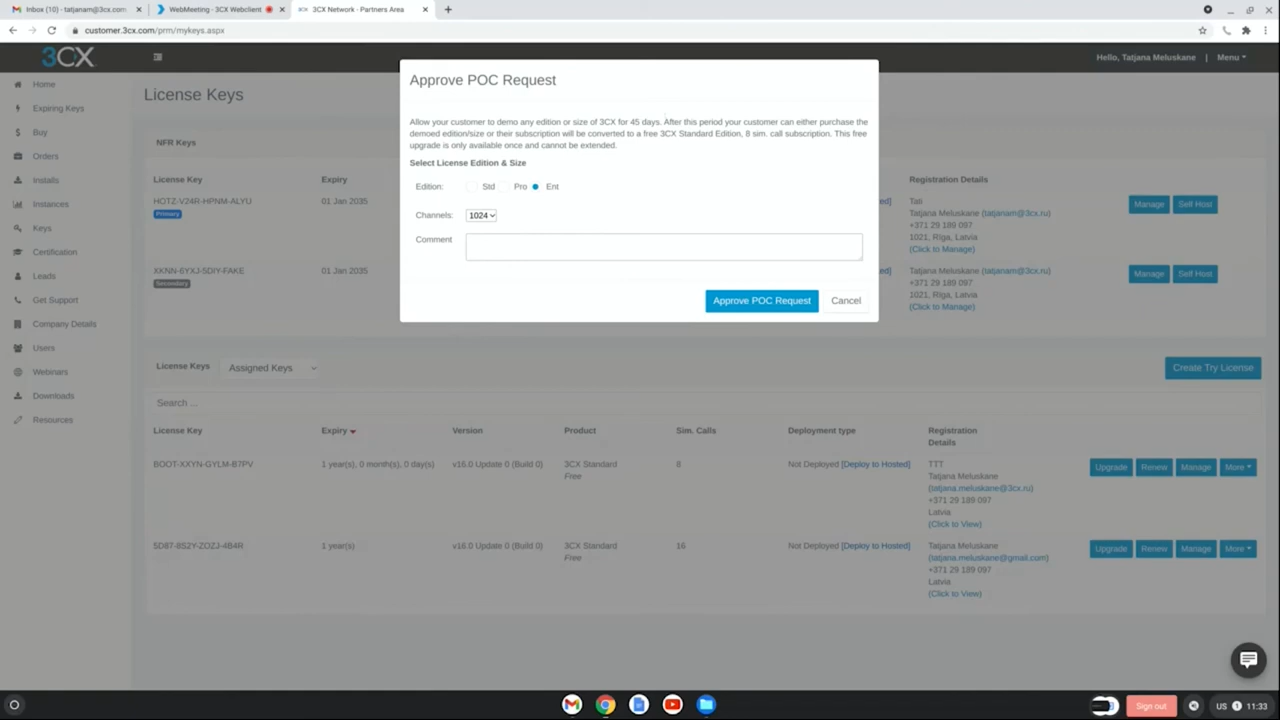 Inbox (10) - tatjanam@3cx.com
WebMeeting - 3CX Webclient
3CX Network - Partners Area
customer.3cx.com/prm/mykeys.aspx
3CX
Hello, Tatjana Meluskane | Menu
Home
Expiring Keys
Buy
Orders
Installs
Instances
Keys
Certification
Leads
Get Support
Company Details
Users
Webinars
Downloads
Resources
License Keys
NFR Keys
License Key Expiry Registration Details
HOTZ-V24R-HPNM-ALYU 01 Jan 2035 ed] Tati Manage Self Host
Primary
Tatjana Meluskane (tatjanam@3cx.ru)
+371 29 189 097
1021, Riga, Latvia
(Click to Manage)
XKNN-6YXJ-5DIY-FAKE 01 Jan 2035 ed] Tatjana Meluskane (tatjanam@3cx.ru) Manage Self Host
Secondary
+371 29 189 097
1021, Riga, Latvia
(Click to Manage)
Approve POC Request
Allow your customer to demo any edition or size of 3CX for 45 days. After this period your customer can either purchase the
demoed edition/size or their subscription will be converted to a free 3CX Standard Edition, 8 sim. call subscription. This free
upgrade is only available once and cannot be extended.
Select License Edition & Size
Edition: Std Pro Ent
Channels: 1024
Comment
Approve POC Request Cancel
License Keys Assigned Keys Create Try License
Search ...
License Key Expiry Version Product Sim. Calls Deployment type Registration
Details
BOOT-XXYN-GYLM-B7PV 1 year(s), 0 month(s), 0 day(s) v16.0 Update 0 (Build 0) 3CX Standard 8 Not Deployed [Deploy to Hosted] TTT Upgrade Renew Manage More
Free Tatjana Meluskane
(tatjana.meluskane@3cx.ru)
+371 29 189 097
Latvia
(Click to View)
5D87-8S2Y-ZOZJ-4B4R 1 year(s) v16.0 Update 0 (Build 0) 3CX Standard 16 Not Deployed [Deploy to Hosted] Tatjana Meluskane Upgrade Renew Manage More
Free (tatjana.meluskane@gmail.com)
+371 29 189 097
Latvia
(Click to View)
Sign out US 11:33